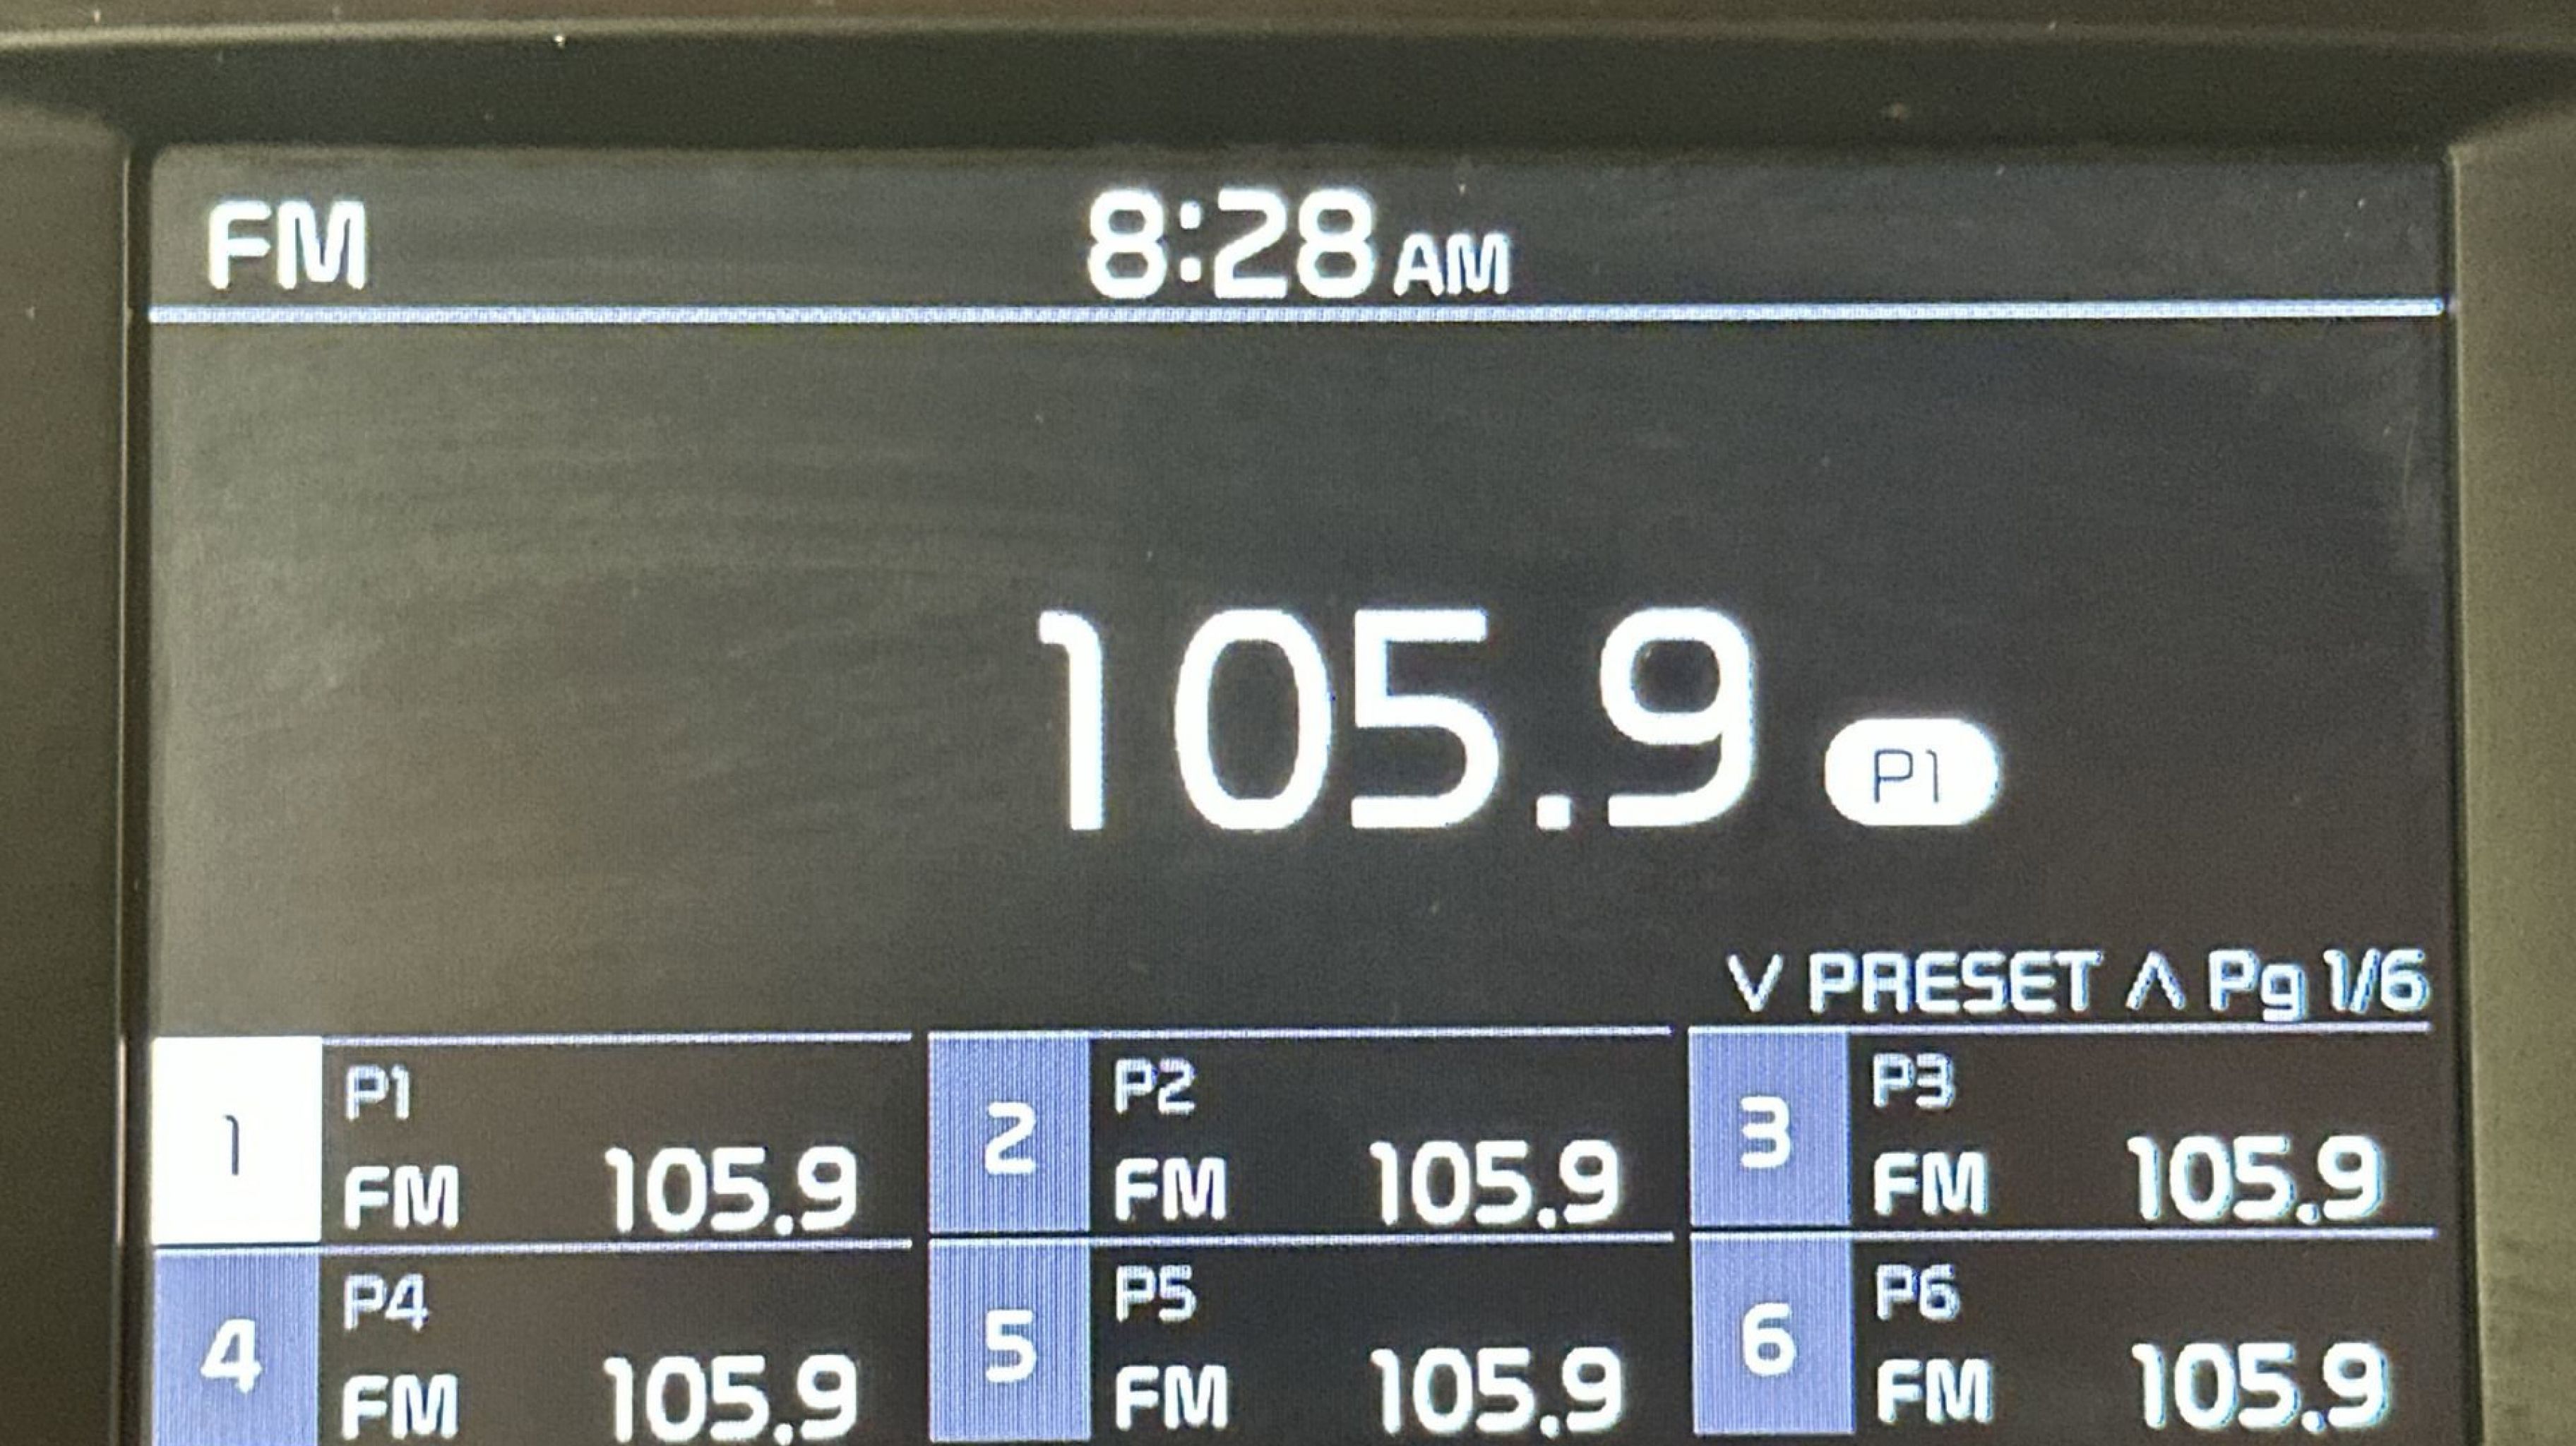 FM 8:28 AM
105.9 P1
V PRESET Λ Pg 1/6
1 P1 FM 105.9
2 P2 FM 105.9
3 P3 FM 105.9
4 P4 FM 105.9
5 P5 FM 105.9
6 P6 FM 105.9